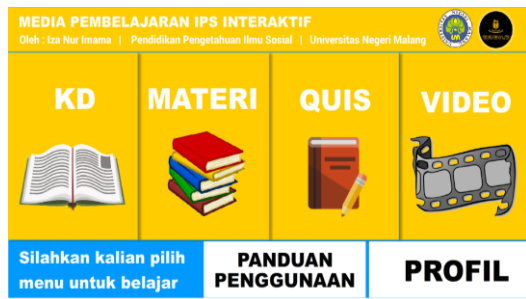 MEDIA PEMBELAJARAN IPS INTERAKTIF
Oleh : Iza Nur Imama | Pendidikan Pengetahuan Ilmu Sosial | Universitas Negeri Malang
KD
MATERI
QUIS
VIDEO
Silahkan kalian pilih
menu untuk belajar
PANDUAN
PENGGUNAAN
PROFIL